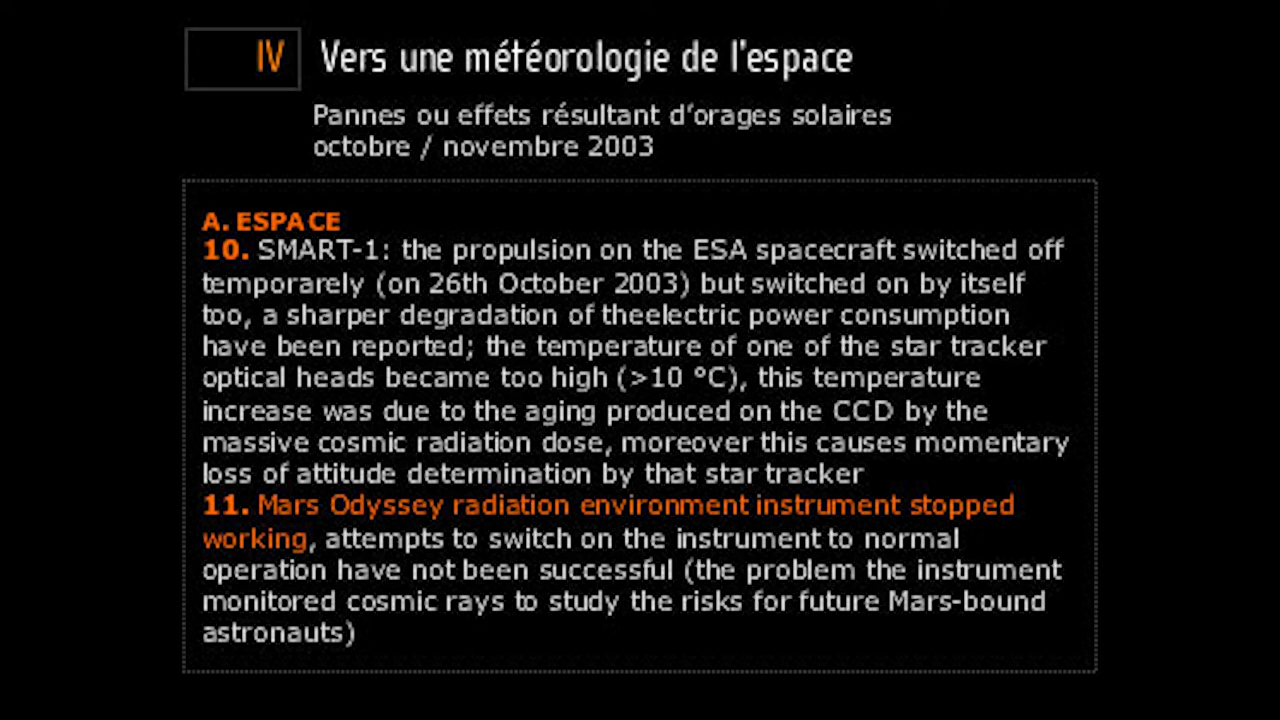 IV Vers une météorologie de l'espace
Pannes ou effets résultant d'orages solaires
octobre / novembre 2003
A. ESPACE
10. SMART-1: the propulsion on the ESA spacecraft switched off
temporarely (on 26th October 2003) but switched on by itself
too, a sharper degradation of theelectric power consumption
have been reported; the temperature of one of the star tracker
optical heads became too high (>10 °C), this temperature
increase was due to the aging produced on the CCD by the
massive cosmic radiation dose, moreover this causes momentary
loss of attitude determination by that star tracker
11. Mars Odyssey radiation environment instrument stopped
working, attempts to switch on the instrument to normal
operation have not been successful (the problem the instrument
monitored cosmic rays to study the risks for future Mars-bound
astronauts)